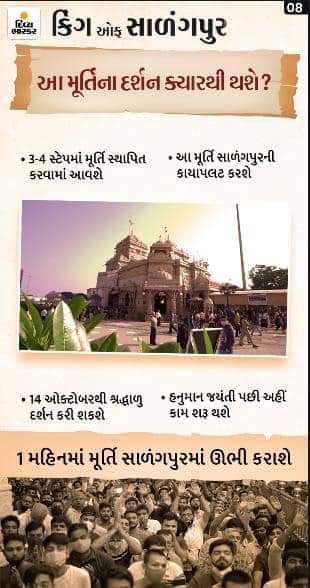 08
દિવ્ય
ભાસ્કર
કિંગ ઓફ સાળંગપુર
આ મૂર્તિના દર્શન ક્યારથી થશે?
• 3-4 સ્ટેપમાં મૂર્તિ સ્થાપિત
કરવામાં આવશે
• આ મૂર્તિ સાળંગપુરની
કાયાપલટ કરશે
• 14 ઓક્ટોબરથી શ્રદ્ધાળુ
દર્શન કરી શકશે
• હનુમાન જયંતી પછી અહીં
કામ શરૂ થશે
1 મહિનમાં મૂર્તિ સાળંગપુરમાં ઊભી કરાશે